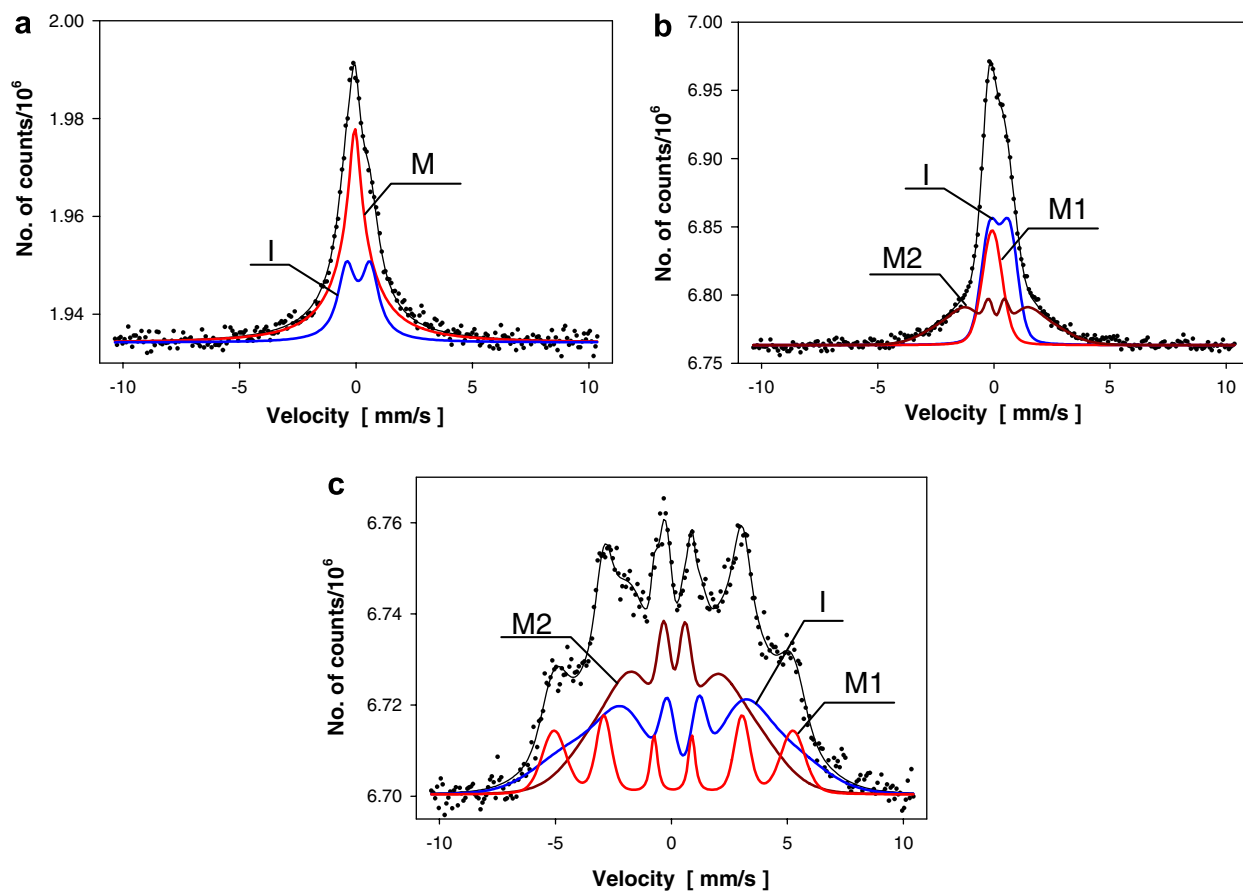 a
2.00
1.98
1.96
1.94
No. of counts/10⁶
M
I
-10 -5 0 5 10
Velocity [ mm/s ]
b
7.00
6.95
6.90
6.85
6.80
6.75
No. of counts/10⁶
I
M1
M2
-10 -5 0 5 10
Velocity [ mm/s ]
c
6.76
6.74
6.72
6.70
No. of counts/10⁶
M2
I
M1
-10 -5 0 5 10
Velocity [ mm/s ]